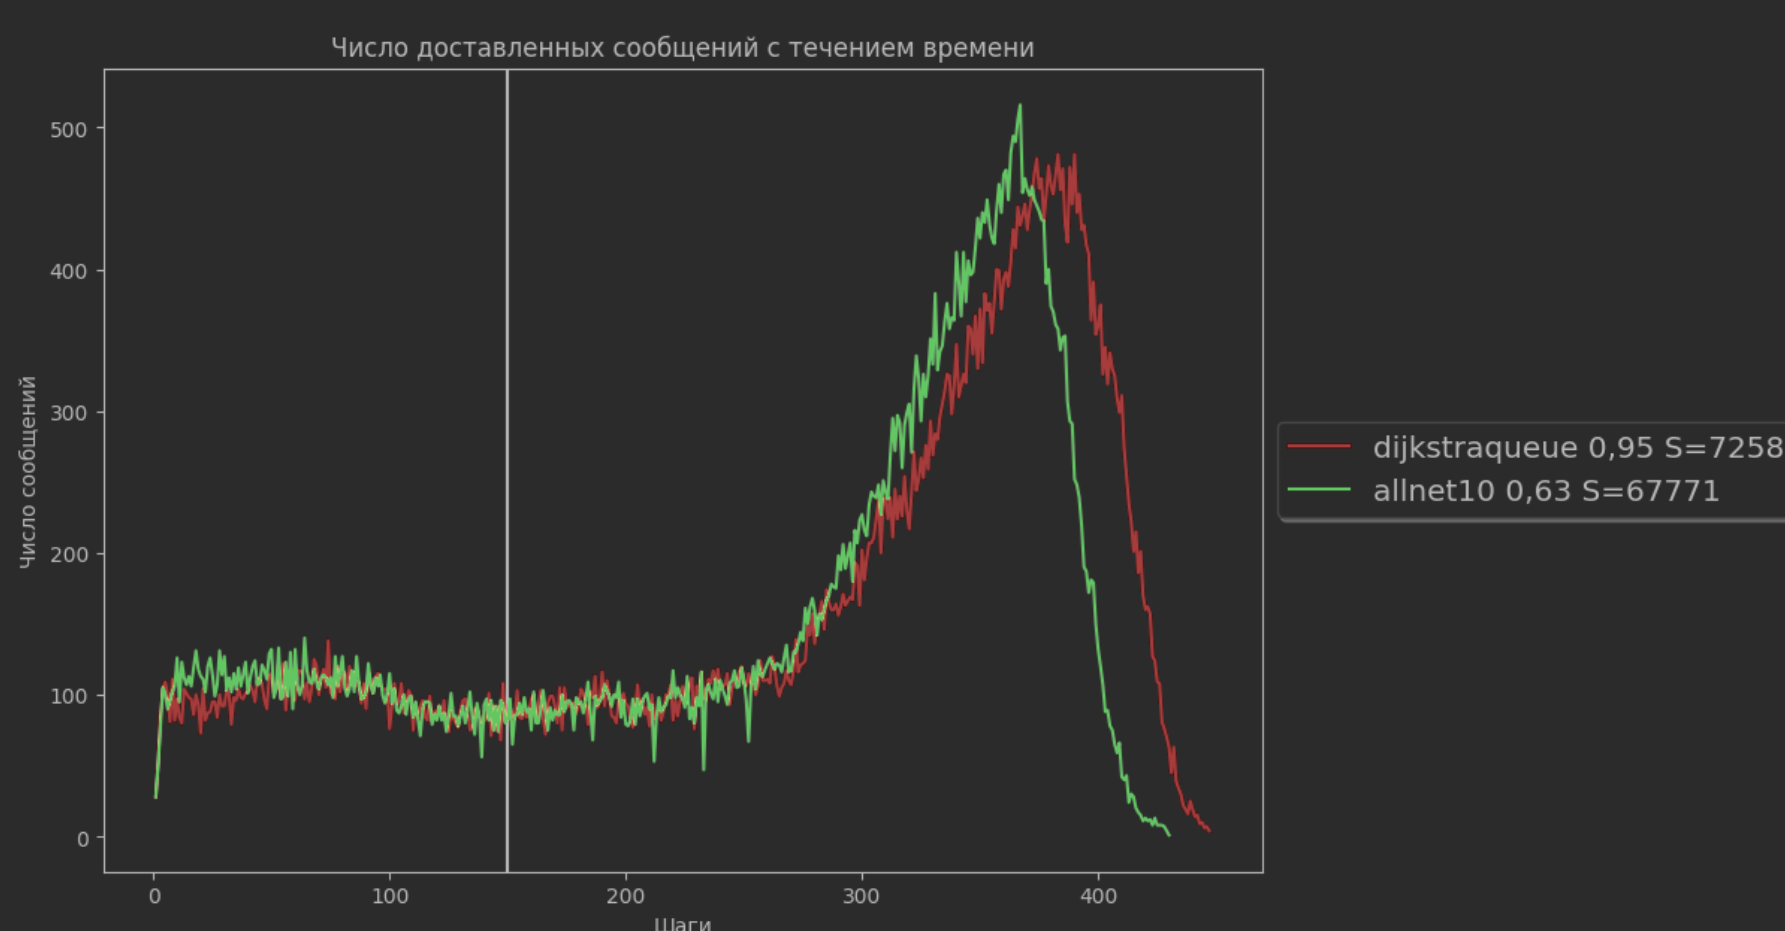 Число доставленных сообщений с течением времени
500
400
300
200
100
0
Число сообщений
0 100 200 300 400
Шаги
dijkstraqueue 0,95 S=7258
allnet10 0,63 S=67771